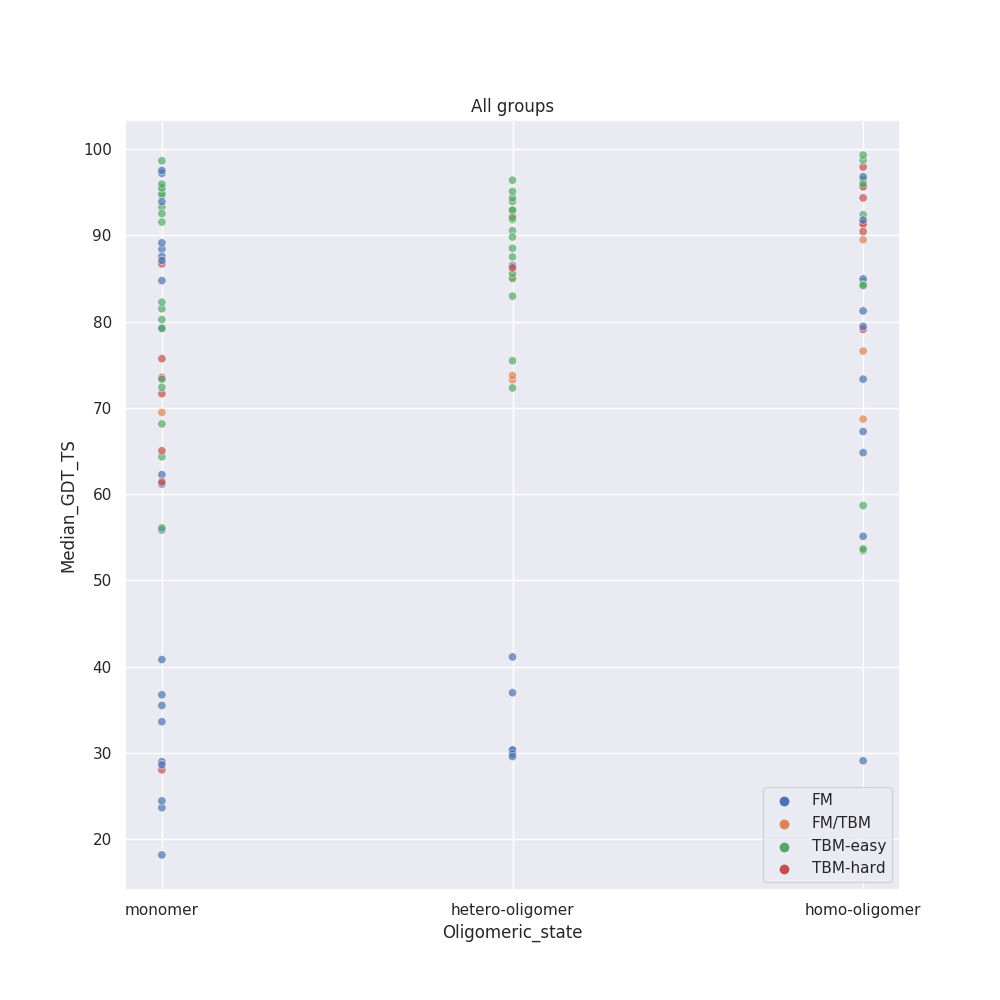 All groups
Median_GDT_TS
100
90
80
70
60
50
40
30
20
FM
FM/TBM
TBM-easy
TBM-hard
monomer
hetero-oligomer
homo-oligomer
Oligomeric_state